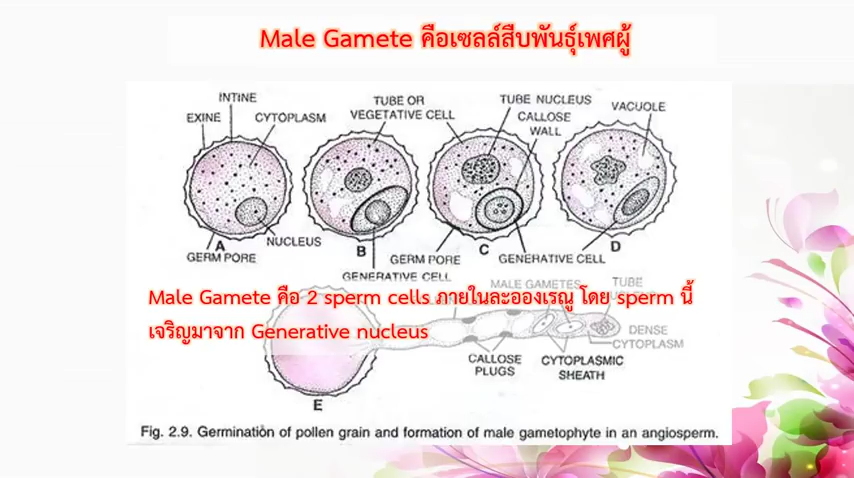 Male Gamete คือเซลล์สืบพันธุ์เพศผู้
INTINE
EXINE
CYTOPLASM
TUBE OR
VEGETATIVE CELL
TUBE NUCLEUS
CALLOSE
WALL
VACUOLE
A
NUCLEUS
GERM PORE
B
GENERATIVE CELL
C
GERM PORE
GENERATIVE CELL
D
MALE GAMETES
TUBE
Male Gamete คือ 2 sperm cells ภายในละอองเรณู โดย sperm นี้
เจริญมาจาก Generative nucleus
DENSE
CYTOPLASM
CALLOSE
PLUGS
CYTOPLASMIC
SHEATH
E
Fig. 2.9. Germination of pollen grain and formation of male gametophyte in an angiosperm.